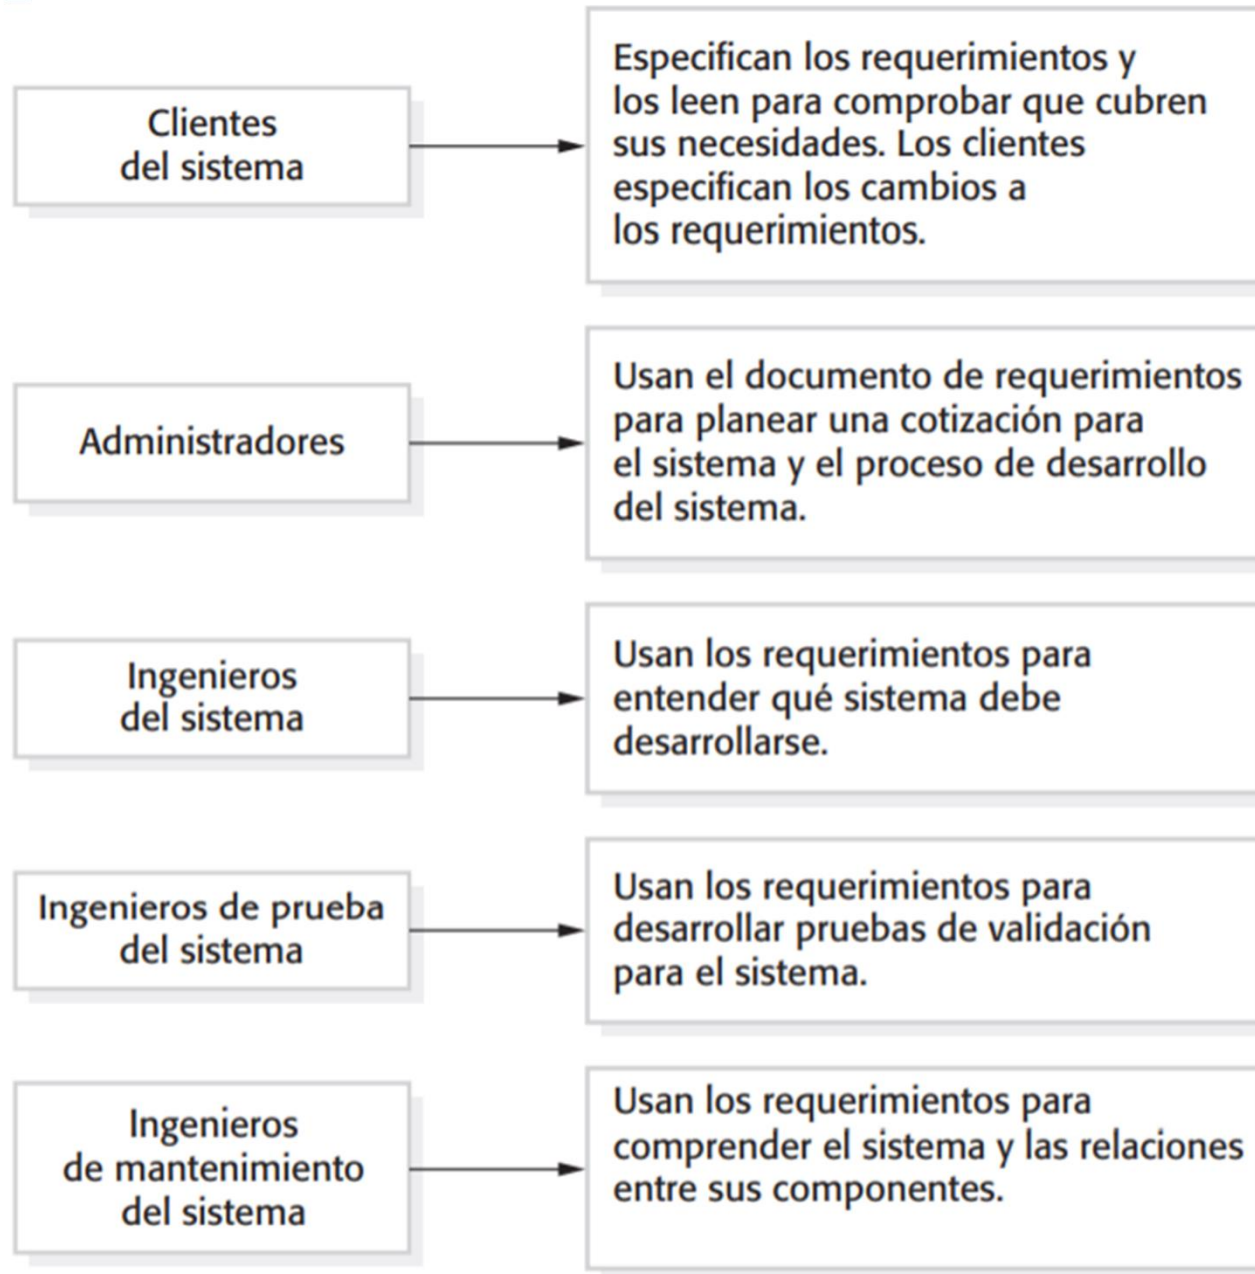 Clientes
del sistema
Especifican los requerimientos y
los leen para comprobar que cubren
sus necesidades. Los clientes
especifican los cambios a
los requerimientos.
Administradores
Usan el documento de requerimientos
para planear una cotización para
el sistema y el proceso de desarrollo
del sistema.
Ingenieros
del sistema
Usan los requerimientos para
entender qué sistema debe
desarrollarse.
Ingenieros de prueba
del sistema
Usan los requerimientos para
desarrollar pruebas de validación
para el sistema.
Ingenieros
de mantenimiento
del sistema
Usan los requerimientos para
comprender el sistema y las relaciones
entre sus componentes.